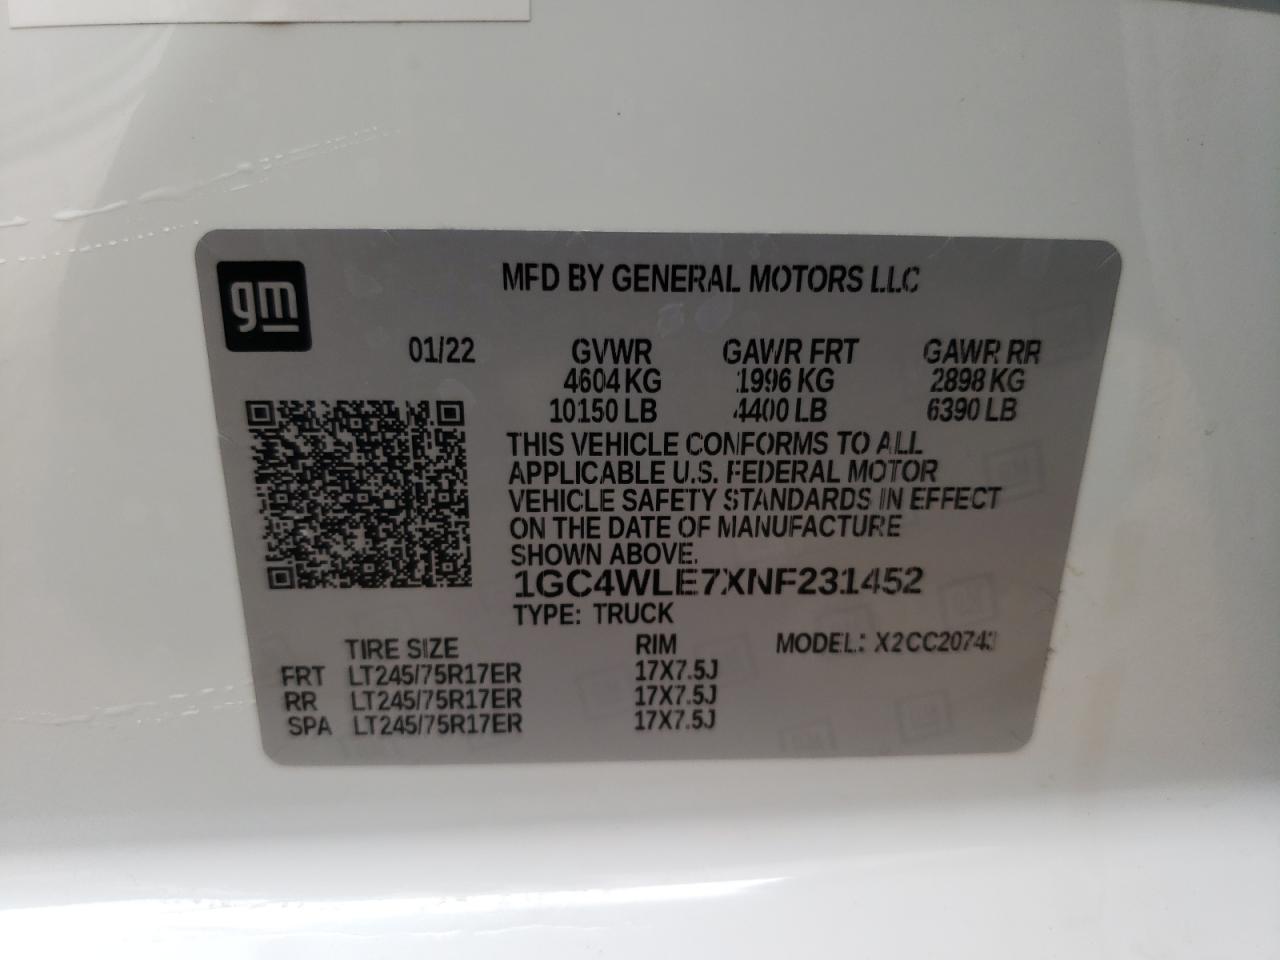 gm
MFD BY GENERAL MOTORS LLC
01/22 GVWR GAWR FRT GAWR RR
4604 KG 1996 KG 2898 KG
10150 LB 4400 LB 6390 LB
THIS VEHICLE CONFORMS TO ALL
APPLICABLE U.S. FEDERAL MOTOR
VEHICLE SAFETY STANDARDS IN EFFECT
ON THE DATE OF MANUFACTURE
SHOWN ABOVE.
1GC4WLE7XNF231452
TYPE: TRUCK
TIRE SIZE RIM MODEL: X2CC20743
FRT LT245/75R17ER 17X7.5J
RR LT245/75R17ER 17X7.5J
SPA LT245/75R17ER 17X7.5J